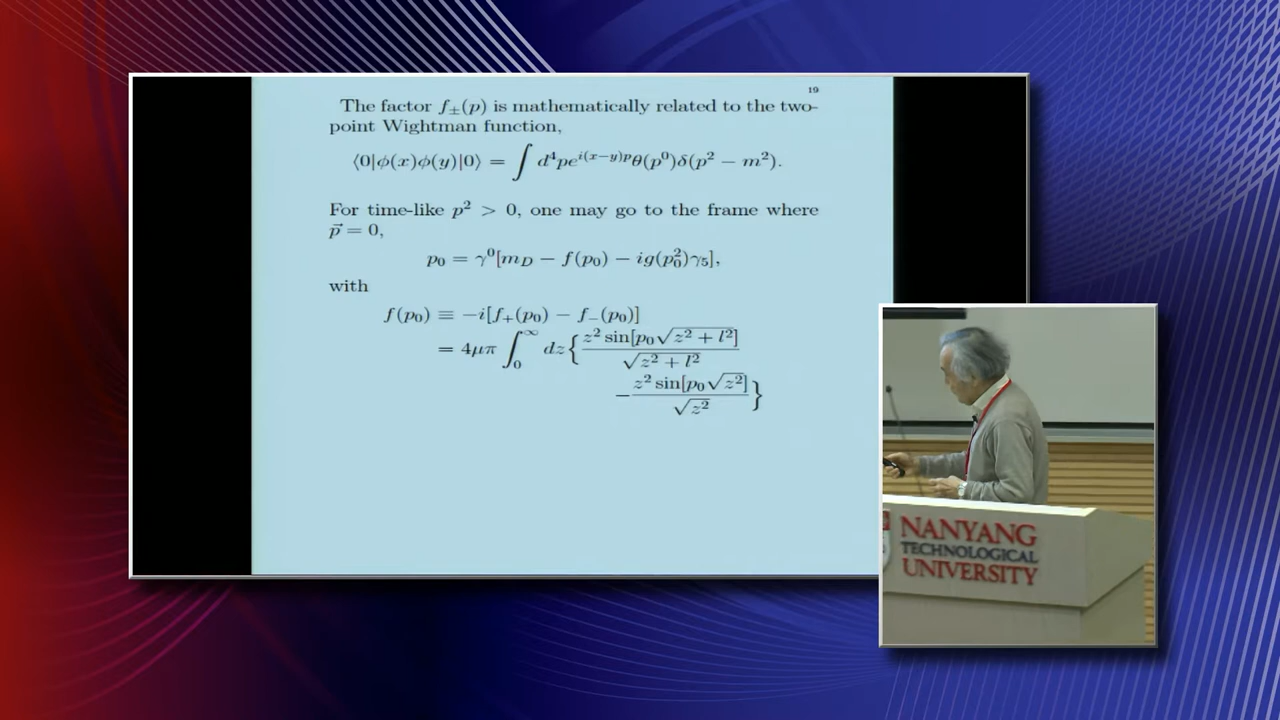 19
The factor f±(p) is mathematically related to the two-
point Wightman function,
⟨0|ϕ(x)ϕ(y)|0⟩ = ∫ d⁴pe^{i(x−y)p}θ(p⁰)δ(p² − m²).
For time-like p² > 0, one may go to the frame where
p⃗ = 0,
p₀ = γ⁰[m_D − f(p₀) − ig(p₀²)γ₅],
with
f(p₀) ≡ −i[f₊(p₀) − f₋(p₀)]
= 4μπ ∫₀^∞ dz{ z² sin[p₀√(z² + l²)] / √(z² + l²)
− z² sin[p₀√(z²)] / √(z²) }
NANYANG
TECHNOLOGICAL
UNIVERSITY